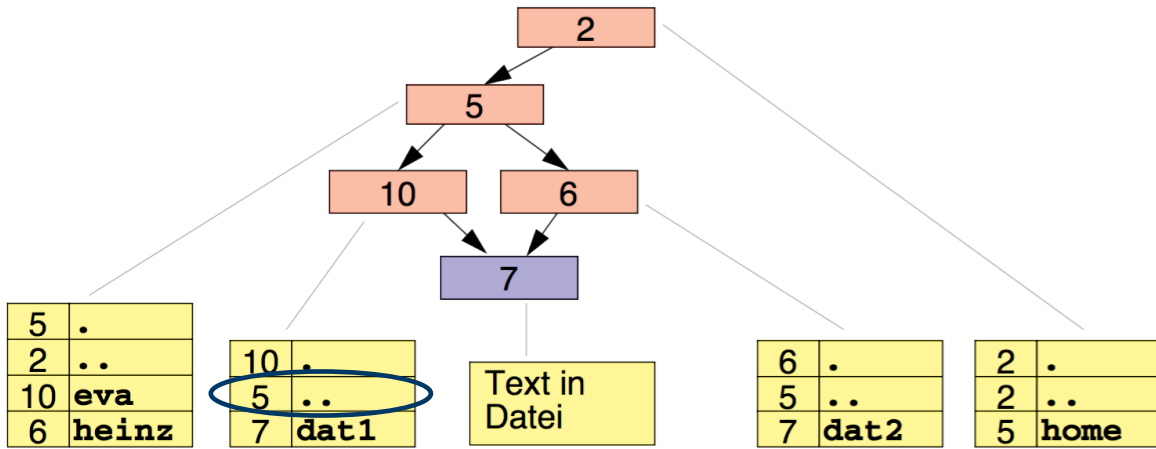 2
5
10 6
7
5 .
2 ..
10 eva
6 heinz
10 .
5 ..
7 dat1
Text in
Datei
6 .
5 ..
7 dat2
2 .
2 ..
5 home